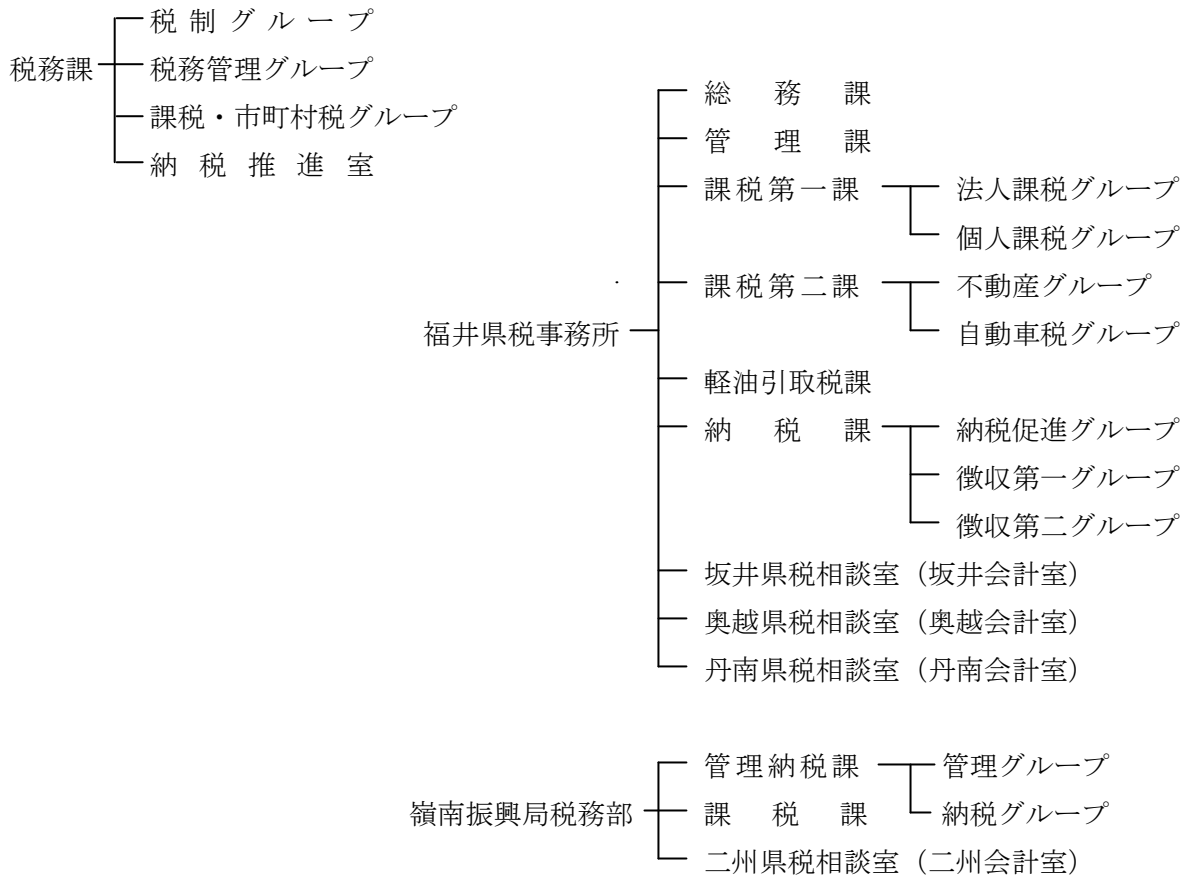 税制グループ
税務課
税務管理グループ
課税・市町村税グループ
納税推進室
総務課
管理課
課税第一課 法人課税グループ
個人課税グループ
課税第二課 不動産グループ
福井県税事務所
自動車税グループ
軽油引取税課
納税課 納税促進グループ
徴収第一グループ
徴収第二グループ
坂井県税相談室（坂井会計室）
奥越県税相談室（奥越会計室）
丹南県税相談室（丹南会計室）
管理納税課 管理グループ
嶺南振興局税務部 課税課 納税グループ
二州県税相談室（二州会計室）